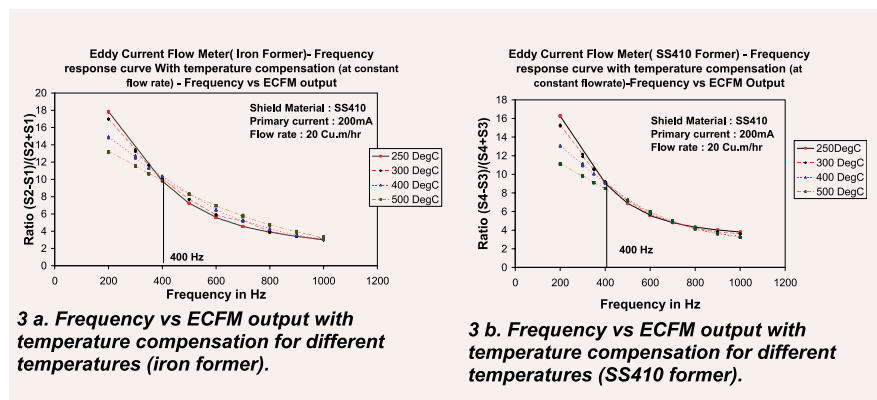 Eddy Current Flow Meter( Iron Former)- Frequency
response curve With temperature compensation (at constant
flow rate) - Frequency vs ECFM output
Ratio (S2-S1)/(S2+S1)
20
18
16
14
12
10
8
6
4
2
0
Shield Material : SS410
Primary current : 200mA
Flow rate : 20 Cu.m/hr
400 Hz
0 200 400 600 800 1000 1200
Frequency in Hz
250 DegC
300 DegC
400 DegC
500 DegC
3 a. Frequency vs ECFM output with
temperature compensation for different
temperatures (iron former).
Eddy Current Flow Meter( SS410 Former) - Frequency
response curve with temperature compensation (at
constant flowrate)-Frequency vs ECFM Output
Ratio (S4-S3)/(S4+S3)
18
16
14
12
10
8
6
4
2
0
Shield Material : SS410
Primary current : 200mA
Flow rate : 20 Cu.m/hr
400 Hz
0 200 400 600 800 1000 1200
Frequency in Hz
250DegC
300 DegC
400 DegC
500 DegC
3 b. Frequency vs ECFM output with
temperature compensation for different
temperatures (SS410 former).